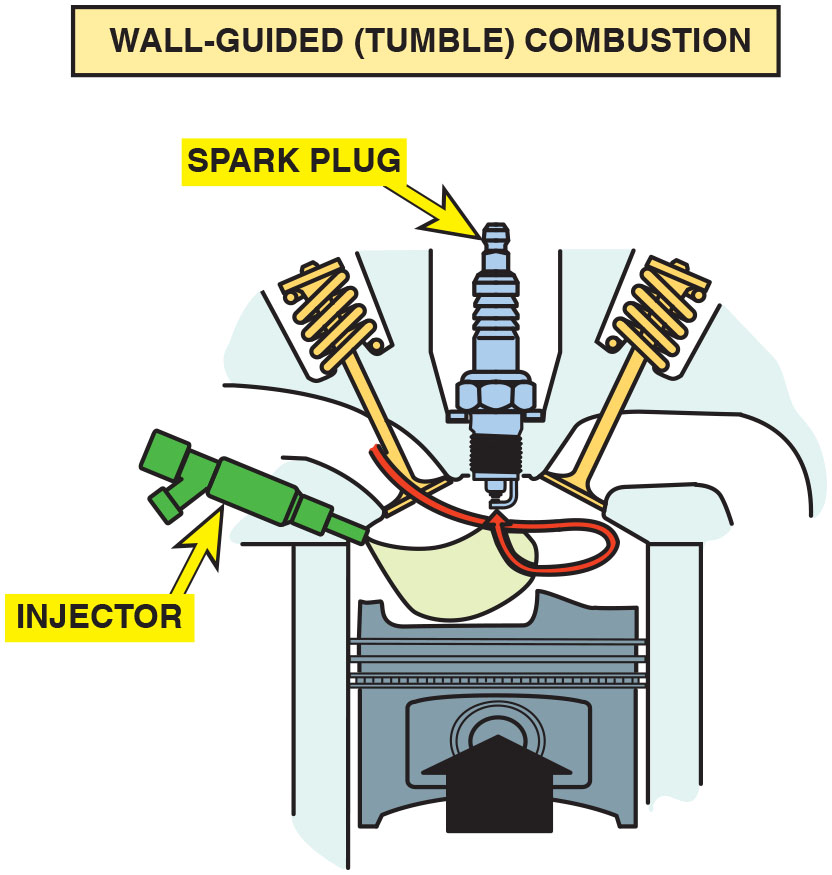 WALL-GUIDED (TUMBLE) COMBUSTION
SPARK PLUG
INJECTOR